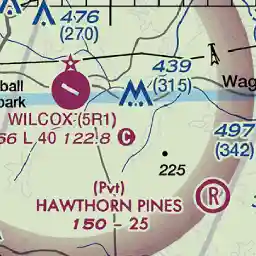 476
(270)
439
(315)
Wag
ball
park
WILCOX (5R1)
66 L 40 122.8 C
497
(342)
225
(Pvt)
HAWTHORN PINES
150 - 25
R